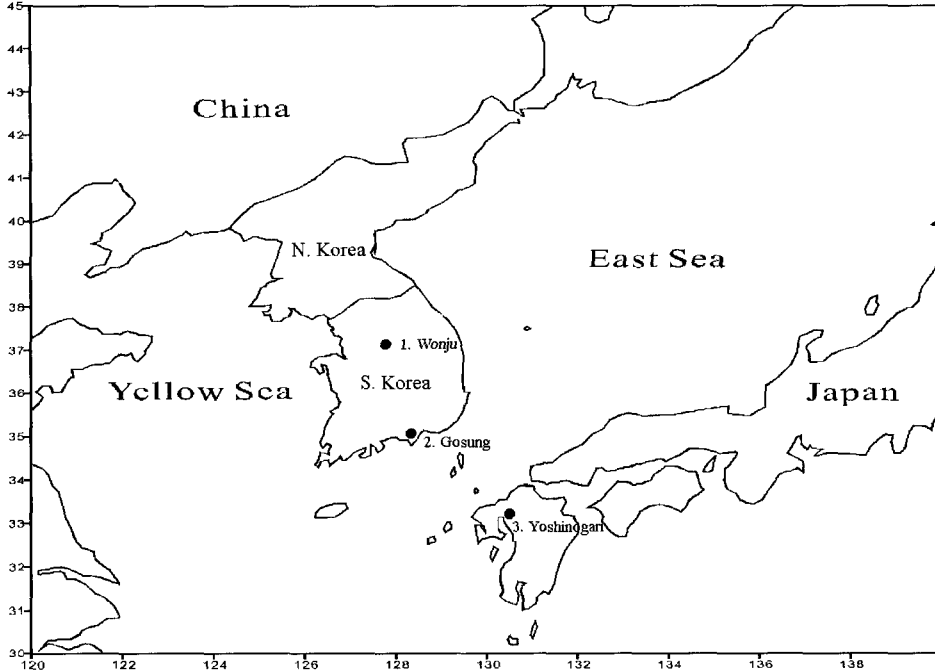 45
44
43
42
41
40
39
38
37
36
35
34
33
32
31
30
China
N. Korea
East Sea
1. Wonju
S. Korea
Yellow Sea
Japan
2. Gosung
3. Yoshinogari
120 122 124 126 128 130 132 134 136 138